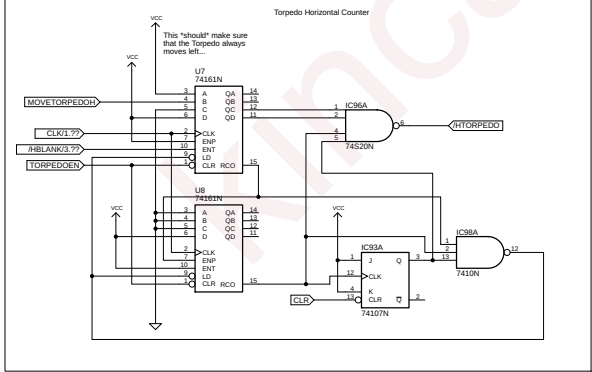 Torpedo Horizontal Counter
VCC
This *should* make sure
that the Torpedo always
moves left...
VCC
U7
74161N
3 A QA 14
4 B QB 13
5 C QC 12
6 D QD 11
2 CLK
7 ENP
10 ENT
9 LD
1 CLR RCO 15
MOVETORPEDOH
CLK/1.??
/HBLANK/3.??
TORPEDOEN
1
2
4
5
IC96A
6
74S20N
/HTORPEDO
VCC
U8
74161N
3 A QA 14
4 B QB 13
5 C QC 12
6 D QD 11
2 CLK
7 ENP
10 ENT
9 LD
1 CLR RCO 15
VCC
CLR
IC93A
1 J Q 3
12 CLK
4 K
13 CLR Q 2
74107N
IC98A
1
2
13
12
7410N
kinco